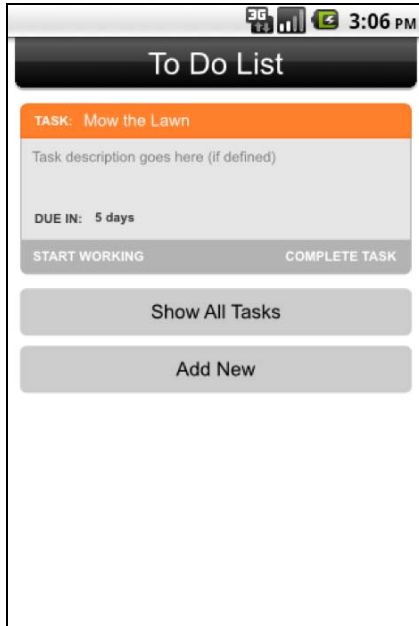 3G 3:06 PM
To Do List
TASK: Mow the Lawn
Task description goes here (if defined)
DUE IN: 5 days
START WORKING COMPLETE TASK
Show All Tasks
Add New